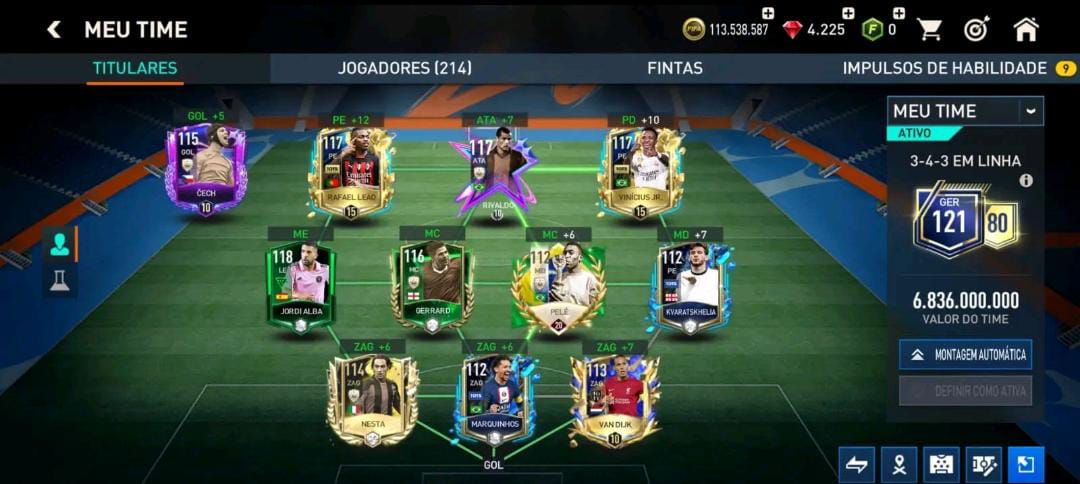 MEU TIME
113.538.587
4.225
0
TITULARES
JOGADORES (214)
FINTAS
IMPULSOS DE HABILIDADE 9
GOL +5
115
GOL
ČECH
10
PE +12
117
PE
TOTS
RAFAEL LEÃO
15
ATA +7
117
ATA
RIVALDO
10
PD +10
117
PE
TOTS
VINÍCIUS JR.
15
ME
118
LE
JORDI ALBA
MC
116
MC
GERRARD
MC +6
PELÉ
20
MD +7
112
PE
KVARATSKHELIA
ZAG +6
114
ZAG
NESTA
ZAG +6
112
ZAG
MARQUINHOS
ZAG +7
113
ZAG
VAN DIJK
10
GOL
MEU TIME
ATIVO
3-4-3 EM LINHA
GER
121
80
6.836.000.000
VALOR DO TIME
MONTAGEM AUTOMÁTICA
DEFINIR COMO ATIVA